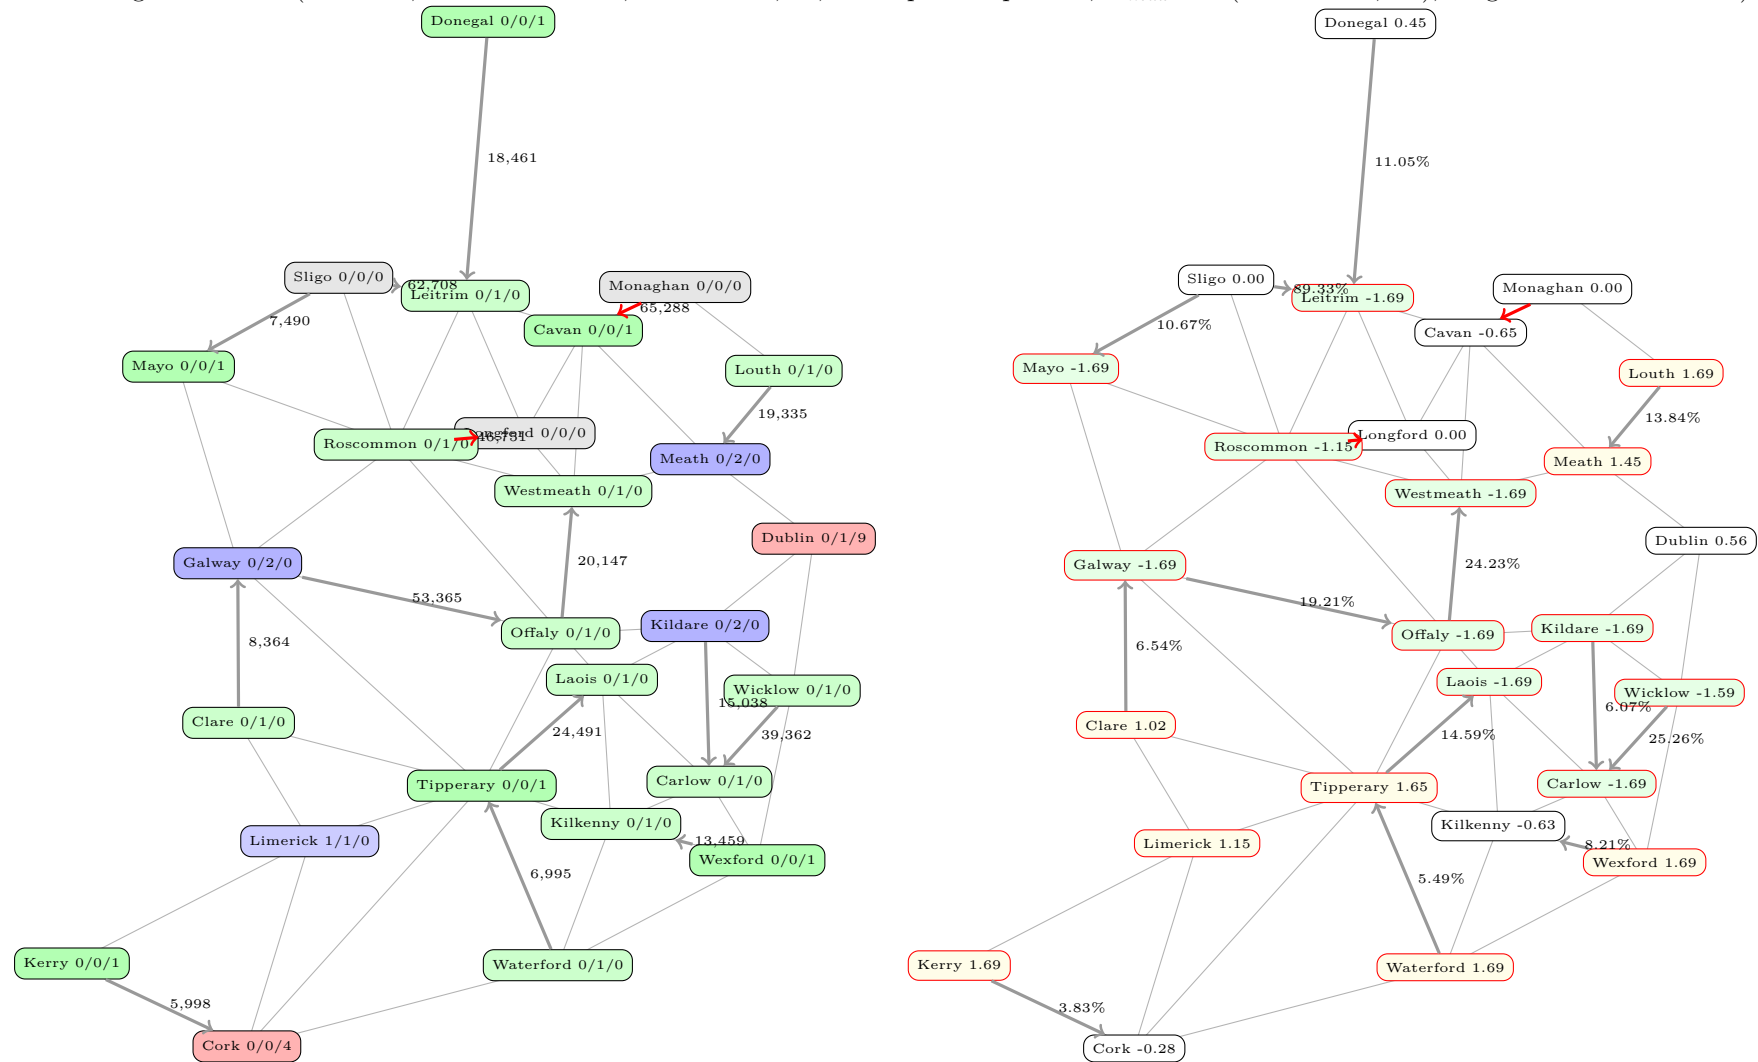 Donegal 0/0/1
18,461
Sligo 0/0/0
62,708
Leitrim 0/1/0
Monaghan 0/0/0
65,288
7,490
Cavan 0/0/1
Mayo 0/0/1
Louth 0/1/0
19,335
Roscommon 0/1/0
46,731
Longford 0/0/0
Meath 0/2/0
Westmeath 0/1/0
Dublin 0/1/9
Galway 0/2/0
20,147
53,365
Offaly 0/1/0
Kildare 0/2/0
8,364
Laois 0/1/0
Wicklow 0/1/0
15,038
Clare 0/1/0
24,491
39,362
Tipperary 0/0/1
Carlow 0/1/0
Kilkenny 0/1/0
Limerick 1/1/0
13,459
Wexford 0/0/1
6,995
Kerry 0/0/1
Waterford 0/1/0
5,998
Cork 0/0/4
Donegal 0.45
11.05%
Sligo 0.00
89.33%
Leitrim -1.69
Monaghan 0.00
10.67%
Cavan -0.65
Mayo -1.69
Louth 1.69
13.84%
Roscommon -1.15
Longford 0.00
Meath 1.45
Westmeath -1.69
Dublin 0.56
Galway -1.69
24.23%
19.21%
Offaly -1.69
Kildare -1.69
6.54%
Laois -1.69
Wicklow -1.59
6.07%
Clare 1.02
14.59%
25.26%
Tipperary 1.65
Carlow -1.69
Kilkenny -0.63
Limerick 1.15
8.21%
Wexford 1.69
5.49%
Kerry 1.69
Waterford 1.69
3.83%
Cork -0.28